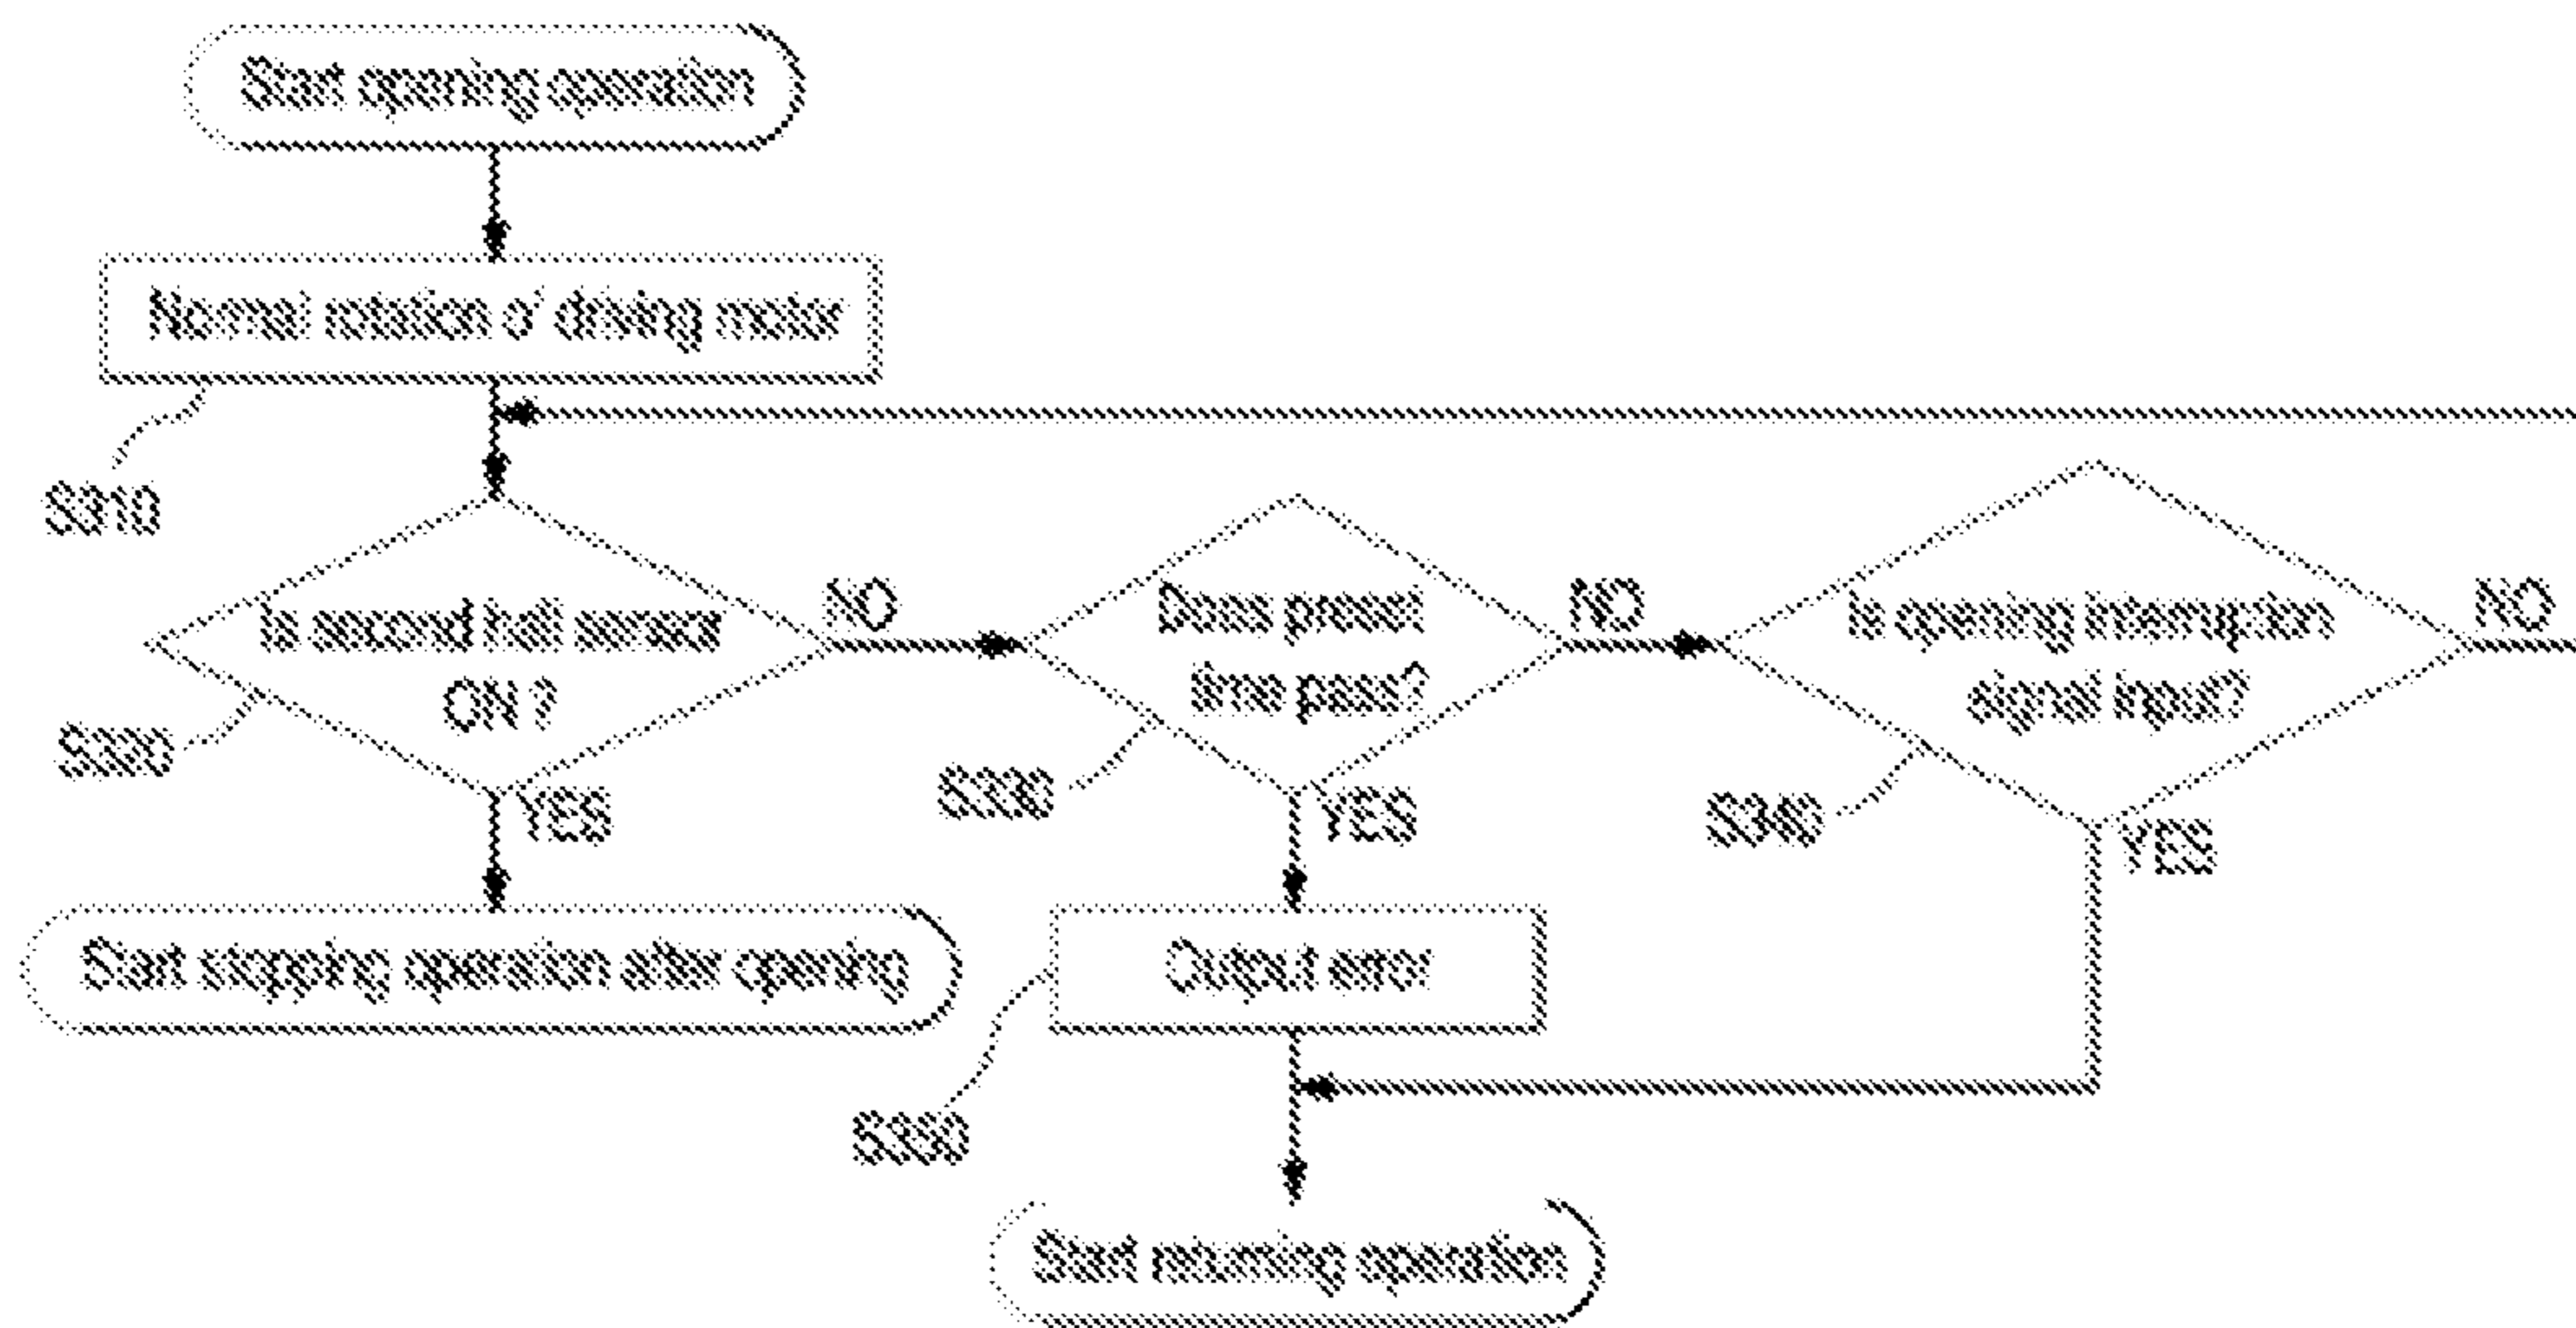 Start opening operation
Normal rotation of driving motor
S310
Is second hall sensor
ON ?
NO
S320
YES
Does preset
time pass?
NO
S330
YES
Is opening interruption
signal input?
NO
S340
YES
Start stopping operation after opening
Output error
S350
Start returning operation